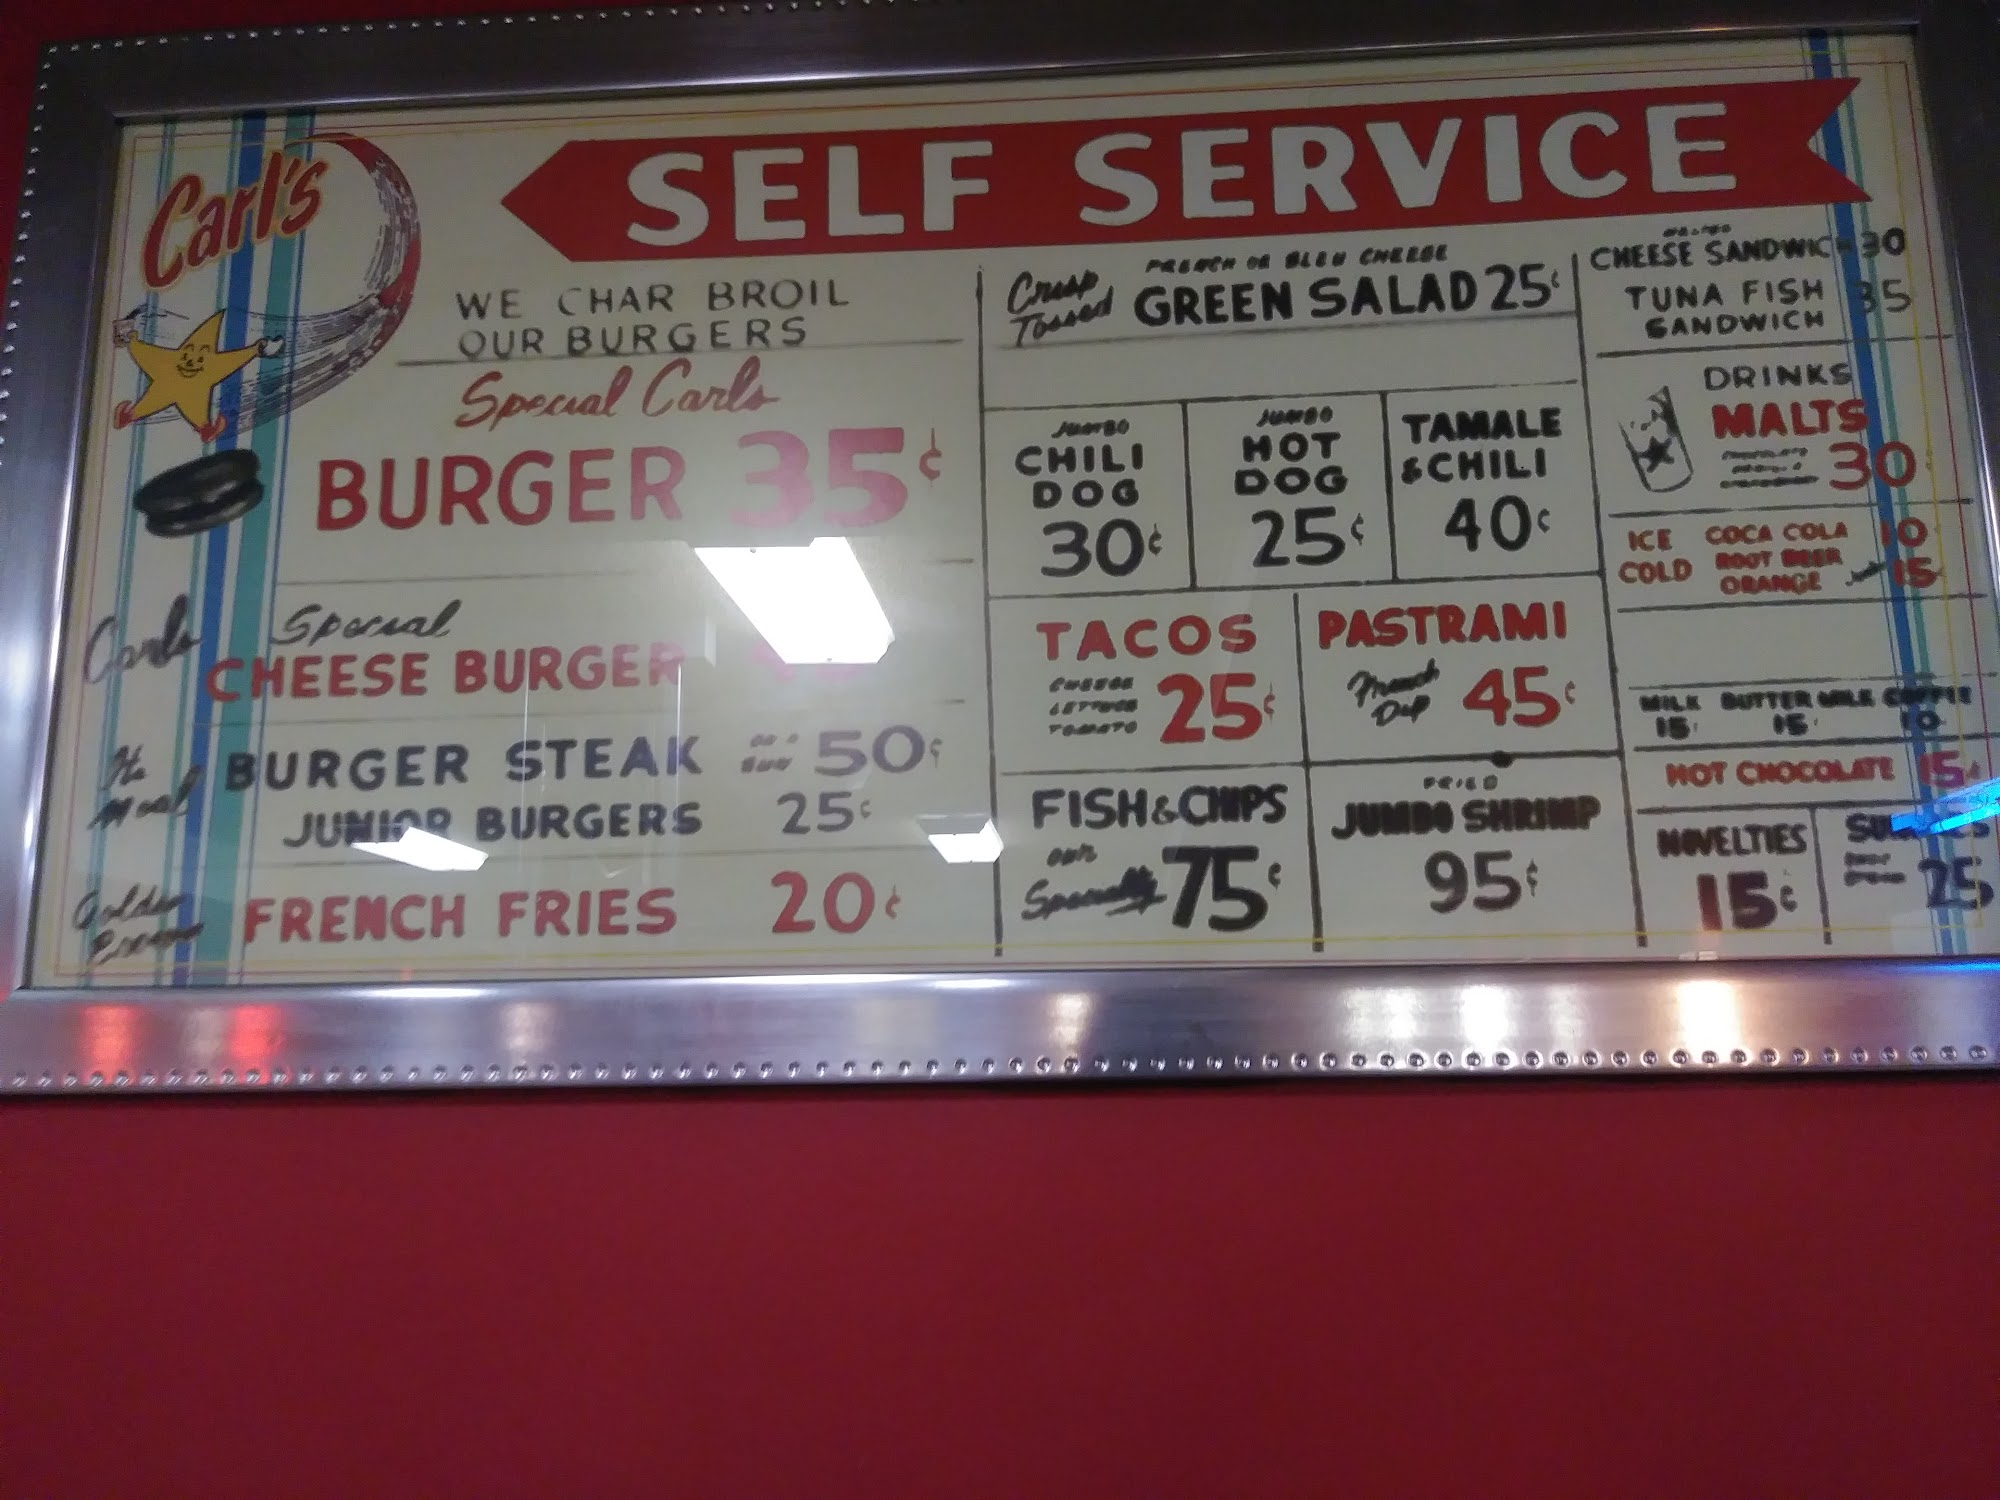 Carl's
SELF SERVICE
WE CHAR BROIL
OUR BURGERS
Special Carls
BURGER 35¢
Carls Special
CHEESE BURGER
BURGER STEAK 50¢
JUNIOR BURGERS 25¢
Golden Brown
FRENCH FRIES 20¢
FRENCH OR BLEU CHEESE
Crisp Tossed
GREEN SALAD 25¢
JUMBO
CHILI
DOG
30¢
JUMBO
HOT
DOG
25¢
TAMALE
& CHILI
40¢
TACOS
CHEESE
LETTUCE
TOMATO
25¢
PASTRAMI
French Dip
45¢
FISH & CHIPS
our
Specialty
75¢
FRIED
JUMBO SHRIMP
95¢
CHEESE SANDWICH 30
TUNA FISH 35
SANDWICH
DRINKS
MALTS
30
ICE COLD
COCA COLA 10
ROOT BEER
ORANGE 15
MILK BUTTERMILK COFFEE
15 15 10
HOT CHOCOLATE 15¢
NOVELTIES
15¢
25